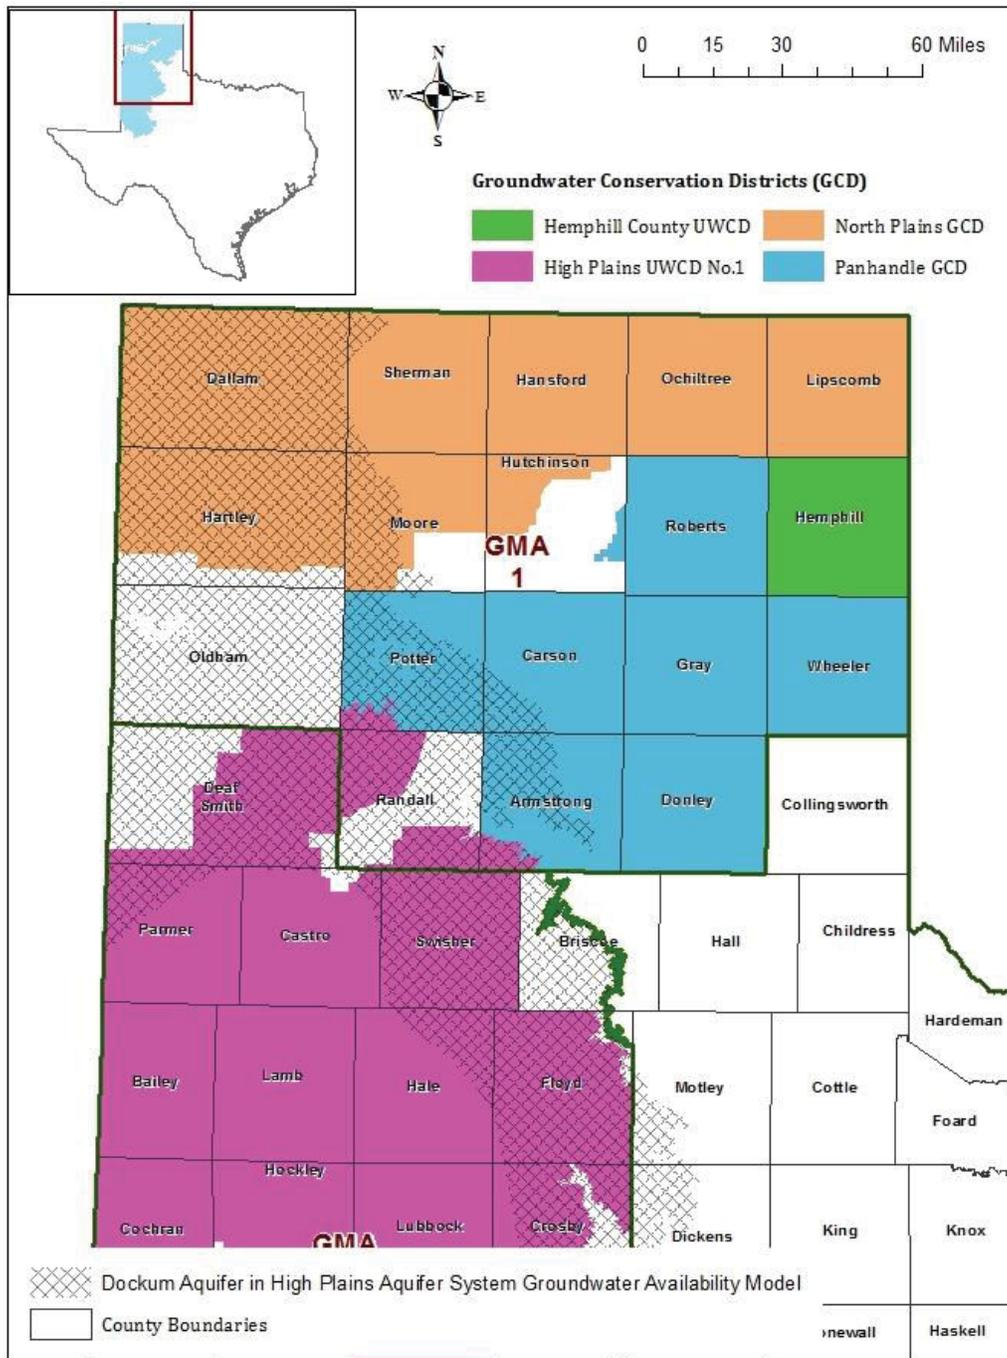 0 15 30 60 Miles
N
W E
S
Groundwater Conservation Districts (GCD)
Hemphill County UWCD North Plains GCD
High Plains UWCD No.1 Panhandle GCD
Dallam Sherman Hansford Ochiltree Lipscomb
Hutchinson
Hartley Moore Roberts Hemphill
GMA
1
Oldham Potter Carson Gray Wheeler
Deaf
Smith
Randall Armstrong Donley Collingsworth
Parmer Castro Swisher Briscoe Hall Childress
Hardeman
Bailey Lamb Hale Floyd Motley Cottle
Foard
Hockley
Cochran Lubbock Crosby Dickens King Knox
GMA
Dockum Aquifer in High Plains Aquifer System Groundwater Availability Model
County Boundaries
newall Haskell